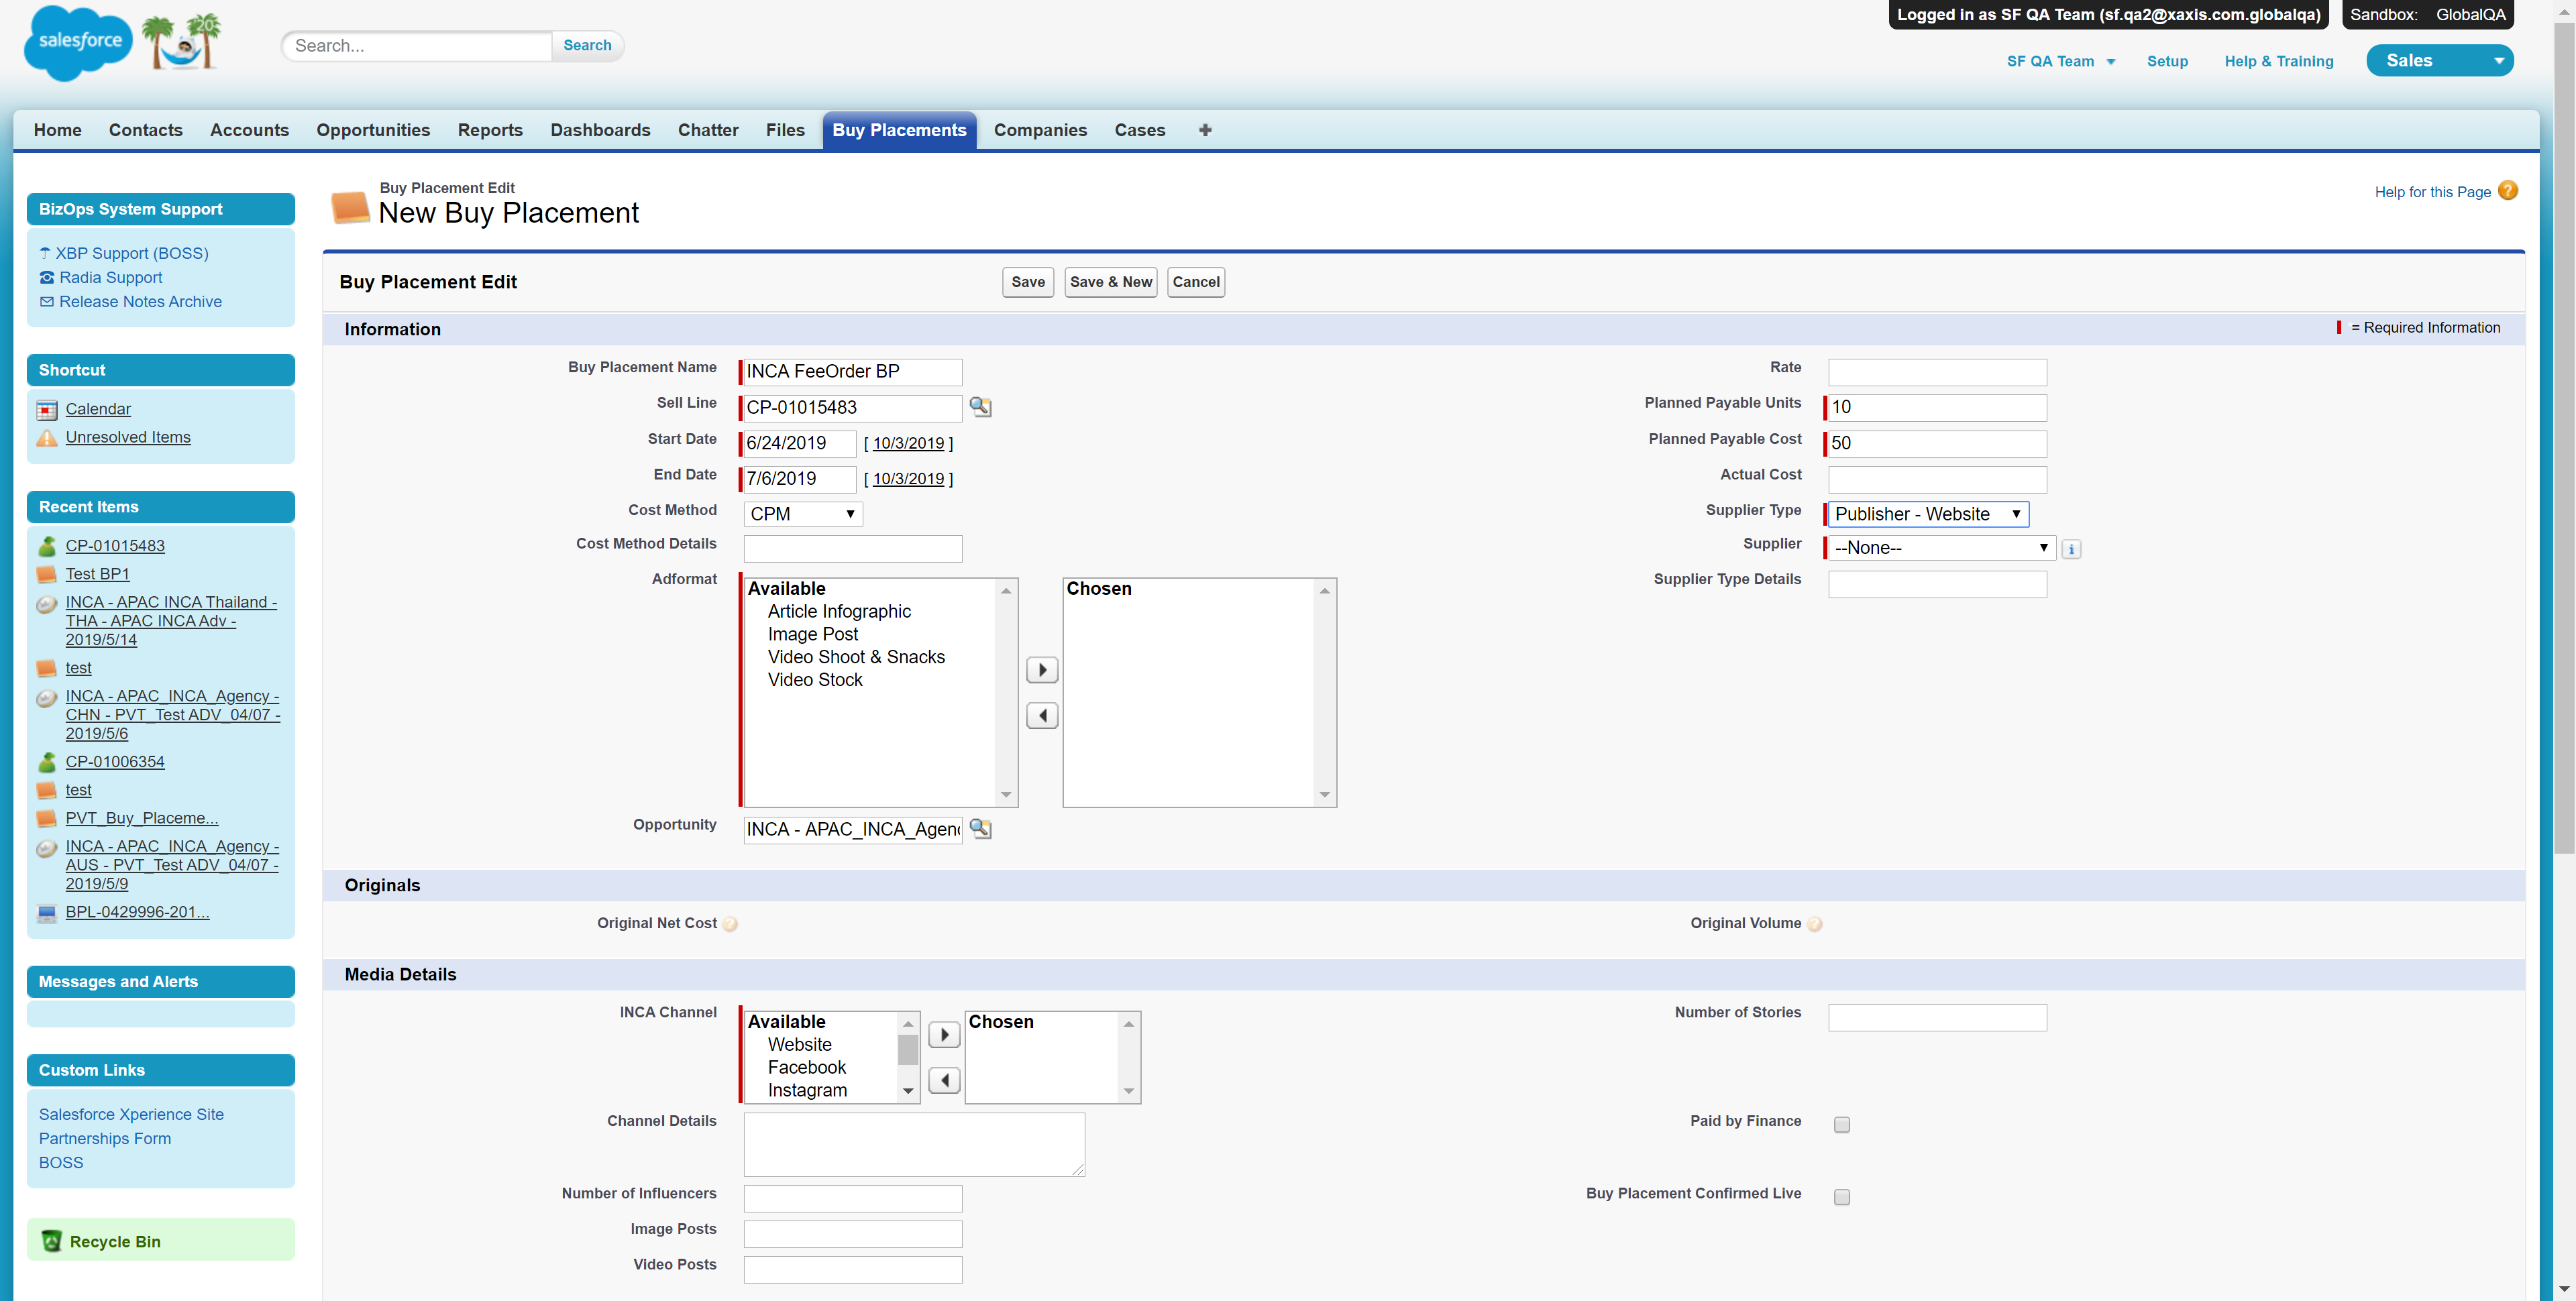 Logged in as SF QA Team (sf.qa2@xaxis.com.globalqa)
Sandbox: GlobalQA
salesforce
20
Search...
Search
SF QA Team
Setup
Help & Training
Sales
Home
Contacts
Accounts
Opportunities
Reports
Dashboards
Chatter
Files
Buy Placements
Companies
Cases
+
BizOps System Support
XBP Support (BOSS)
Radia Support
Release Notes Archive
Shortcut
Calendar
Unresolved Items
Recent Items
CP-01015483
Test BP1
INCA - APAC INCA Thailand -
THA - APAC INCA Adv -
2019/5/14
test
INCA - APAC_INCA_Agency -
CHN - PVT_Test ADV_04/07 -
2019/5/6
CP-01006354
test
PVT_Buy_Placeme...
INCA - APAC_INCA_Agency -
AUS - PVT_Test ADV_04/07 -
2019/5/9
BPL-0429996-201...
Messages and Alerts
Custom Links
Salesforce Xperience Site
Partnerships Form
BOSS
Recycle Bin
Buy Placement Edit
New Buy Placement
Help for this Page ?
Buy Placement Edit
Save
Save & New
Cancel
Information
= Required Information
Buy Placement Name INCA FeeOrder BP
Sell Line CP-01015483
Start Date 6/24/2019 [ 10/3/2019 ]
End Date 7/6/2019 [ 10/3/2019 ]
Cost Method CPM
Cost Method Details
Adformat
Available
Article Infographic
Image Post
Video Shoot & Snacks
Video Stock
Chosen
Opportunity INCA - APAC_INCA_Agen
Rate
Planned Payable Units 10
Planned Payable Cost 50
Actual Cost
Supplier Type Publisher - Website
Supplier --None-- i
Supplier Type Details
Originals
Original Net Cost ?
Original Volume ?
Media Details
INCA Channel
Available
Website
Facebook
Instagram
Chosen
Number of Stories
Channel Details
Paid by Finance
Number of Influencers
Buy Placement Confirmed Live
Image Posts
Video Posts